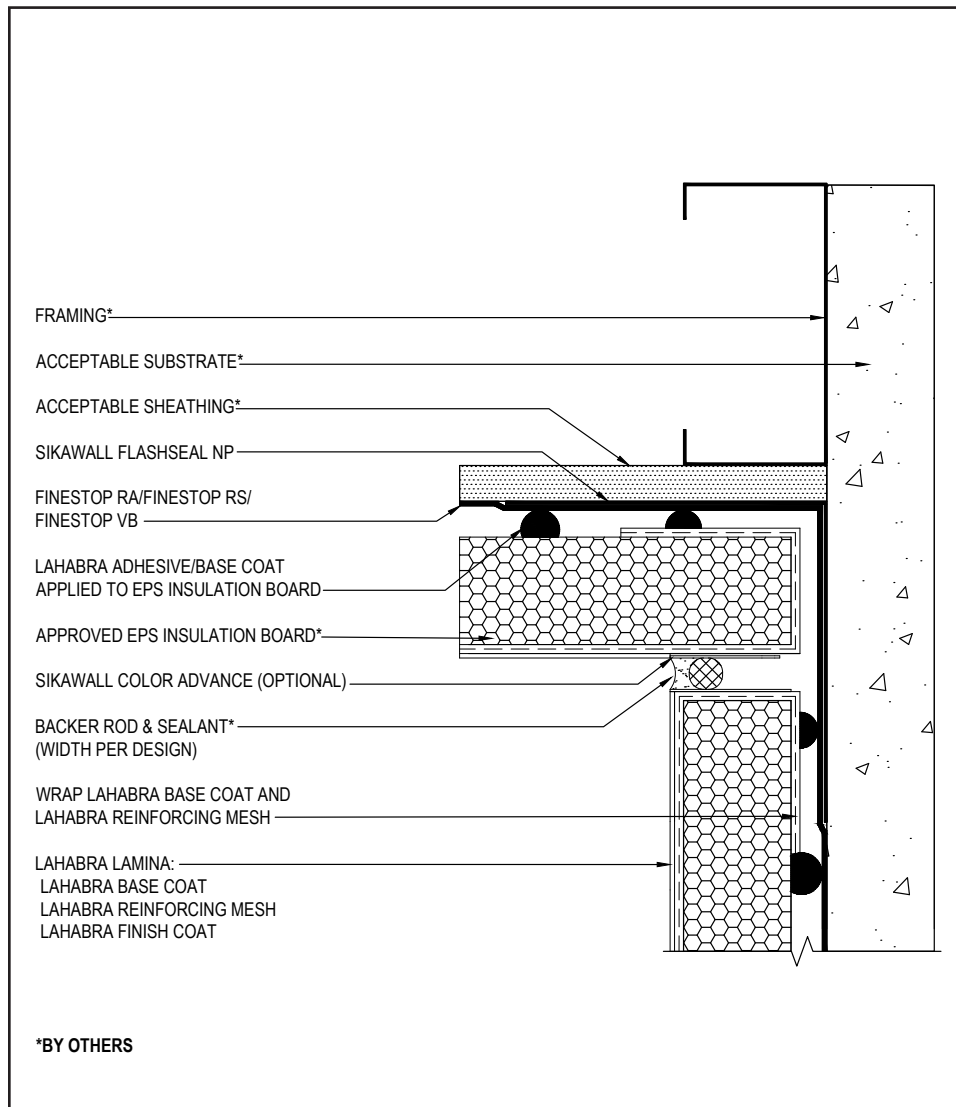 FRAMING*
ACCEPTABLE SUBSTRATE*
ACCEPTABLE SHEATHING*
SIKAWALL FLASHSEAL NP
FINESTOP RA/FINESTOP RS/
FINESTOP VB
LAHABRA ADHESIVE/BASE COAT
APPLIED TO EPS INSULATION BOARD
APPROVED EPS INSULATION BOARD*
SIKAWALL COLOR ADVANCE (OPTIONAL)
BACKER ROD & SEALANT*
(WIDTH PER DESIGN)
WRAP LAHABRA BASE COAT AND
LAHABRA REINFORCING MESH
LAHABRA LAMINA:
LAHABRA BASE COAT
LAHABRA REINFORCING MESH
LAHABRA FINISH COAT
*BY OTHERS